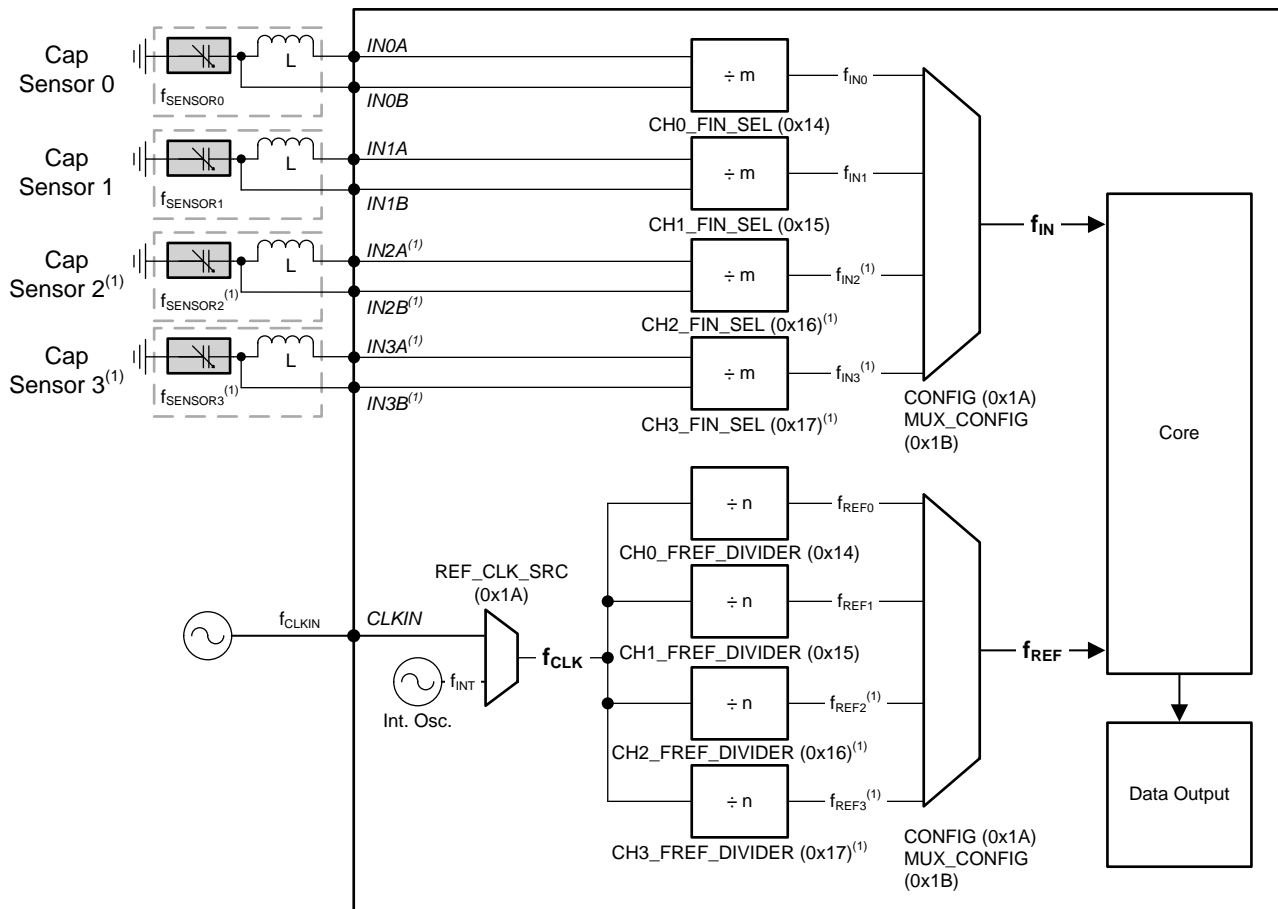 Cap
Sensor 0
L
fSENSOR0
IN0A
IN0B
÷ m
CH0_FIN_SEL (0x14)
fIN0
Cap
Sensor 1
L
fSENSOR1
IN1A
IN1B
÷ m
CH1_FIN_SEL (0x15)
fIN1
Cap
Sensor 2(1)
L
fSENSOR2(1)
IN2A(1)
IN2B(1)
÷ m
CH2_FIN_SEL (0x16)(1)
fIN2(1)
Cap
Sensor 3(1)
L
fSENSOR3(1)
IN3A(1)
IN3B(1)
÷ m
CH3_FIN_SEL (0x17)(1)
fIN3(1)
CONFIG (0x1A)
MUX_CONFIG
(0x1B)
fIN
Core
fCLKIN
CLKIN
REF_CLK_SRC
(0x1A)
fINT
Int. Osc.
fCLK
÷ n
fREF0
CH0_FREF_DIVIDER (0x14)
÷ n
fREF1
CH1_FREF_DIVIDER (0x15)
÷ n
fREF2(1)
CH2_FREF_DIVIDER (0x16)(1)
÷ n
fREF3(1)
CH3_FREF_DIVIDER (0x17)(1)
CONFIG (0x1A)
MUX_CONFIG
(0x1B)
fREF
Data Output